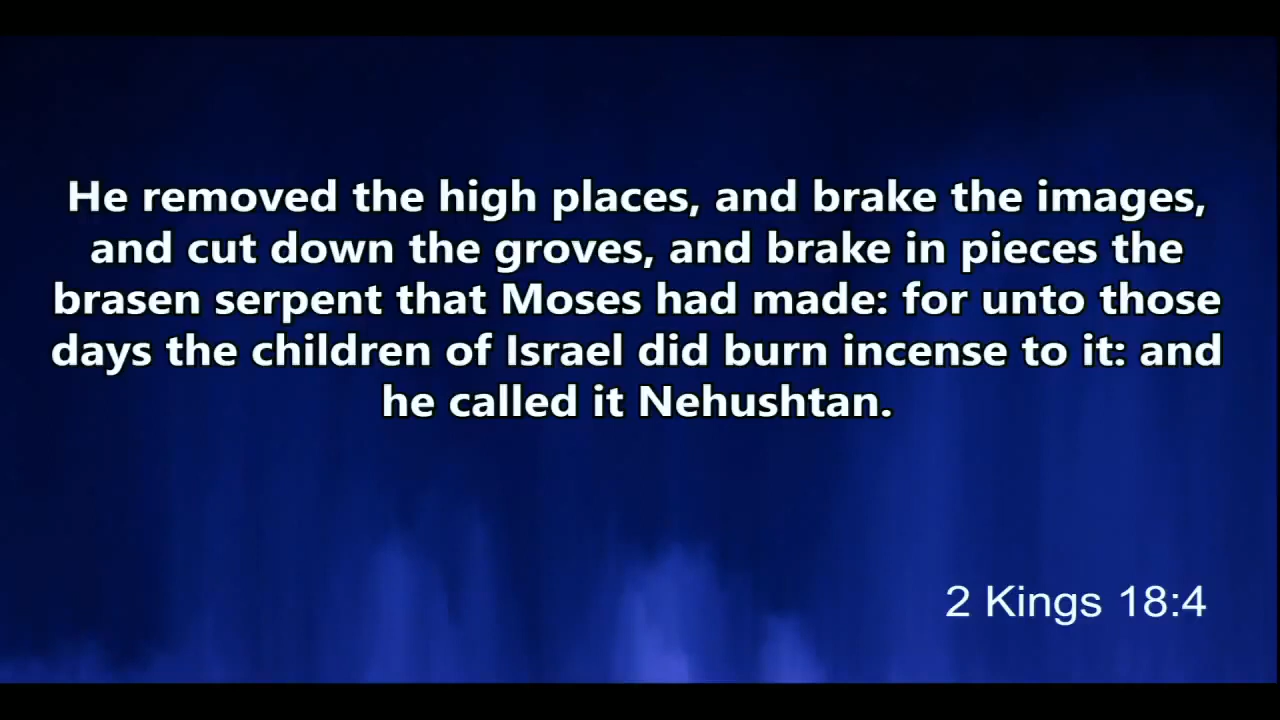 He removed the high places, and brake the images,
and cut down the groves, and brake in pieces the
brasen serpent that Moses had made: for unto those
days the children of Israel did burn incense to it: and
he called it Nehushtan.
2 Kings 18:4